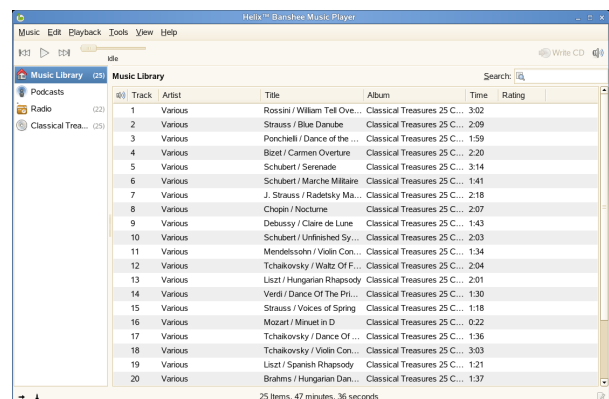 Helix™ Banshee Music Player
Music Edit Playback Tools View Help
Idle
Write CD
Music Library (25)
Podcasts
Radio (22)
Classical Trea... (25)
Music Library
Search:
Track Artist Title Album Time Rating
1 Various Rossini / William Tell Ove... Classical Treasures 25 C... 3:02
2 Various Strauss / Blue Danube Classical Treasures 25 C... 2:09
3 Various Ponchielli / Dance of the ... Classical Treasures 25 C... 1:59
4 Various Bizet / Carmen Overture Classical Treasures 25 C... 2:20
5 Various Schubert / Serenade Classical Treasures 25 C... 3:14
6 Various Schubert / Marche Militaire Classical Treasures 25 C... 1:41
7 Various J. Strauss / Radetsky Ma... Classical Treasures 25 C... 2:18
8 Various Chopin / Nocturne Classical Treasures 25 C... 2:07
9 Various Debussy / Claire de Lune Classical Treasures 25 C... 1:43
10 Various Schubert / Unfinished Sy... Classical Treasures 25 C... 2:03
11 Various Mendelssohn / Violin Con... Classical Treasures 25 C... 1:34
12 Various Tchaikovsky / Waltz Of F... Classical Treasures 25 C... 2:04
13 Various Liszt / Hungarian Rhapsody Classical Treasures 25 C... 2:01
14 Various Verdi / Dance Of The Pri... Classical Treasures 25 C... 1:30
15 Various Strauss / Voices of Spring Classical Treasures 25 C... 1:18
16 Various Mozart / Minuet in D Classical Treasures 25 C... 0:22
17 Various Tchaikovsky / Dance Of ... Classical Treasures 25 C... 1:36
18 Various Tchaikovsky / Violin Con... Classical Treasures 25 C... 3:03
19 Various Liszt / Spanish Rhapsody Classical Treasures 25 C... 1:21
20 Various Brahms / Hungarian Dan... Classical Treasures 25 C... 1:37
25 Items, 47 minutes, 36 seconds